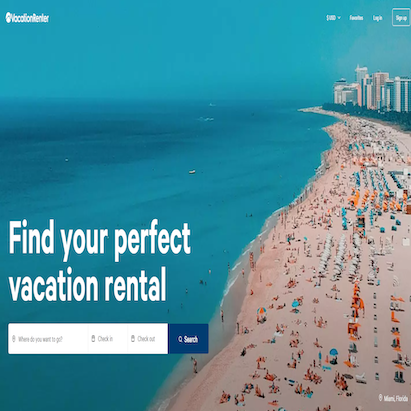 VacationRenter
$ USD
Favorites
Log in
Sign up
Find your perfect
vacation rental
Where do you want to go?
Check in
Check out
Search
Miami, Florida